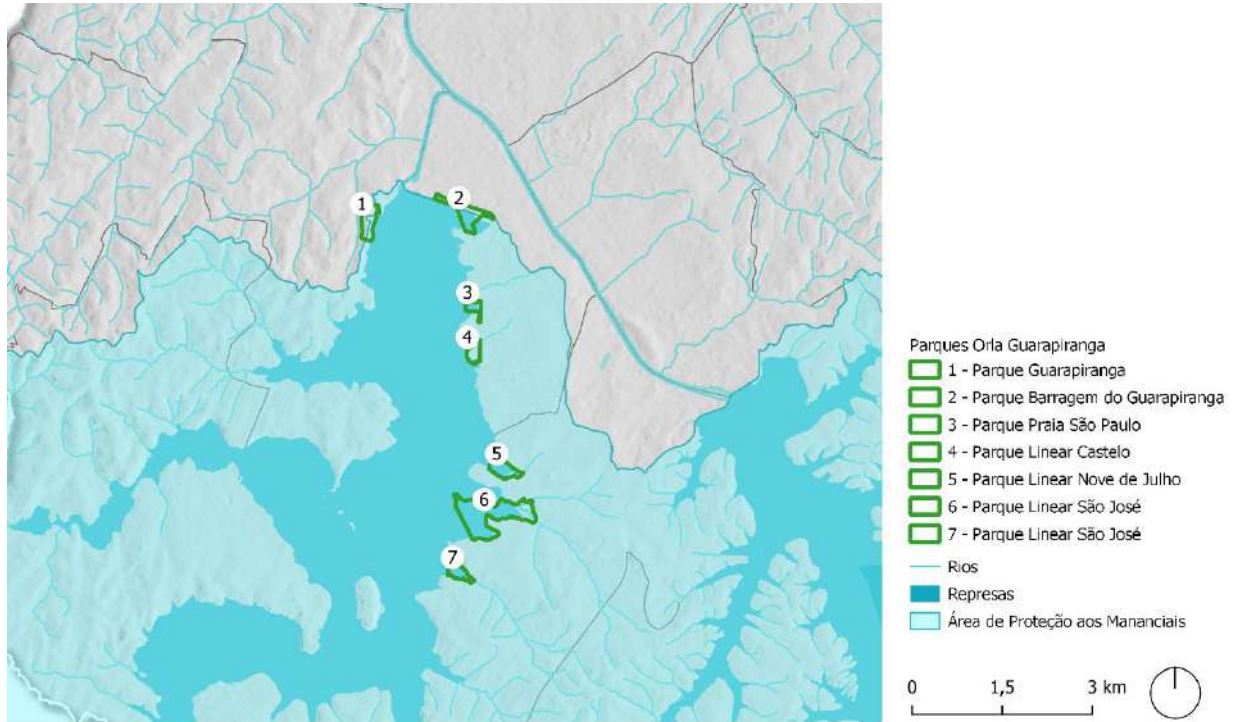 1
2
3
4
5
6
7
Parques Orla Guarapiranga
1 - Parque Guarapiranga
2 - Parque Barragem do Guarapiranga
3 - Parque Praia São Paulo
4 - Parque Linear Castelo
5 - Parque Linear Nove de Julho
6 - Parque Linear São José
7 - Parque Linear São José
Rios
Represas
Área de Proteção aos Mananciais
0 1,5 3 km